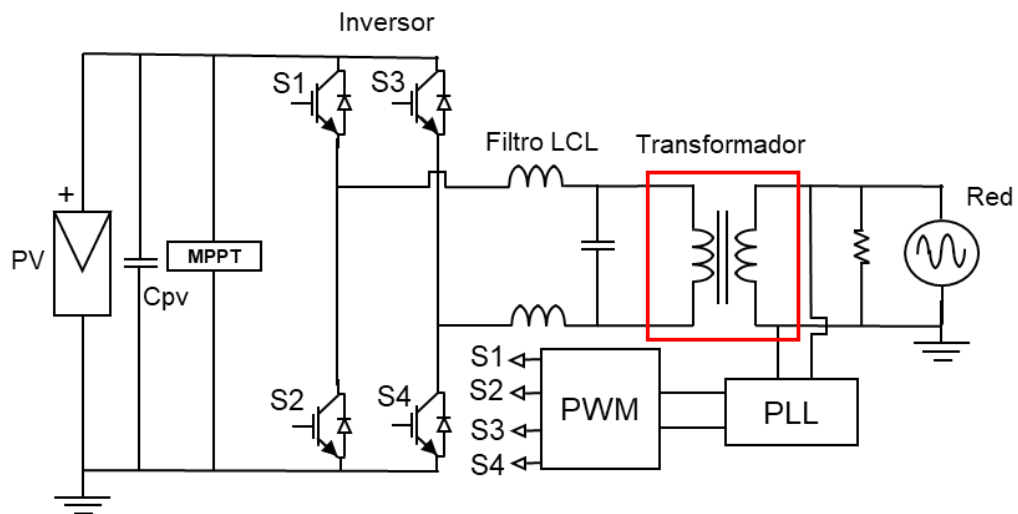 Inversor
S1
S3
Filtro LCL
Transformador
+
Red
PV
MPPT
Cpv
S2
S4
S1
S2
S3
S4
PWM
PLL